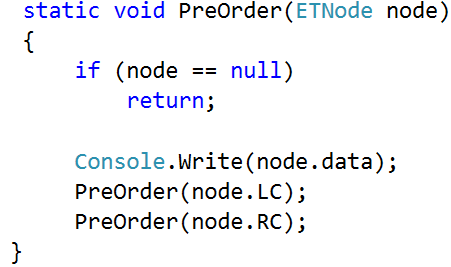 static void PreOrder(ETNode node)
{
if (node == null)
return;
Console.Write(node.data);
PreOrder(node.LC);
PreOrder(node.RC);
}